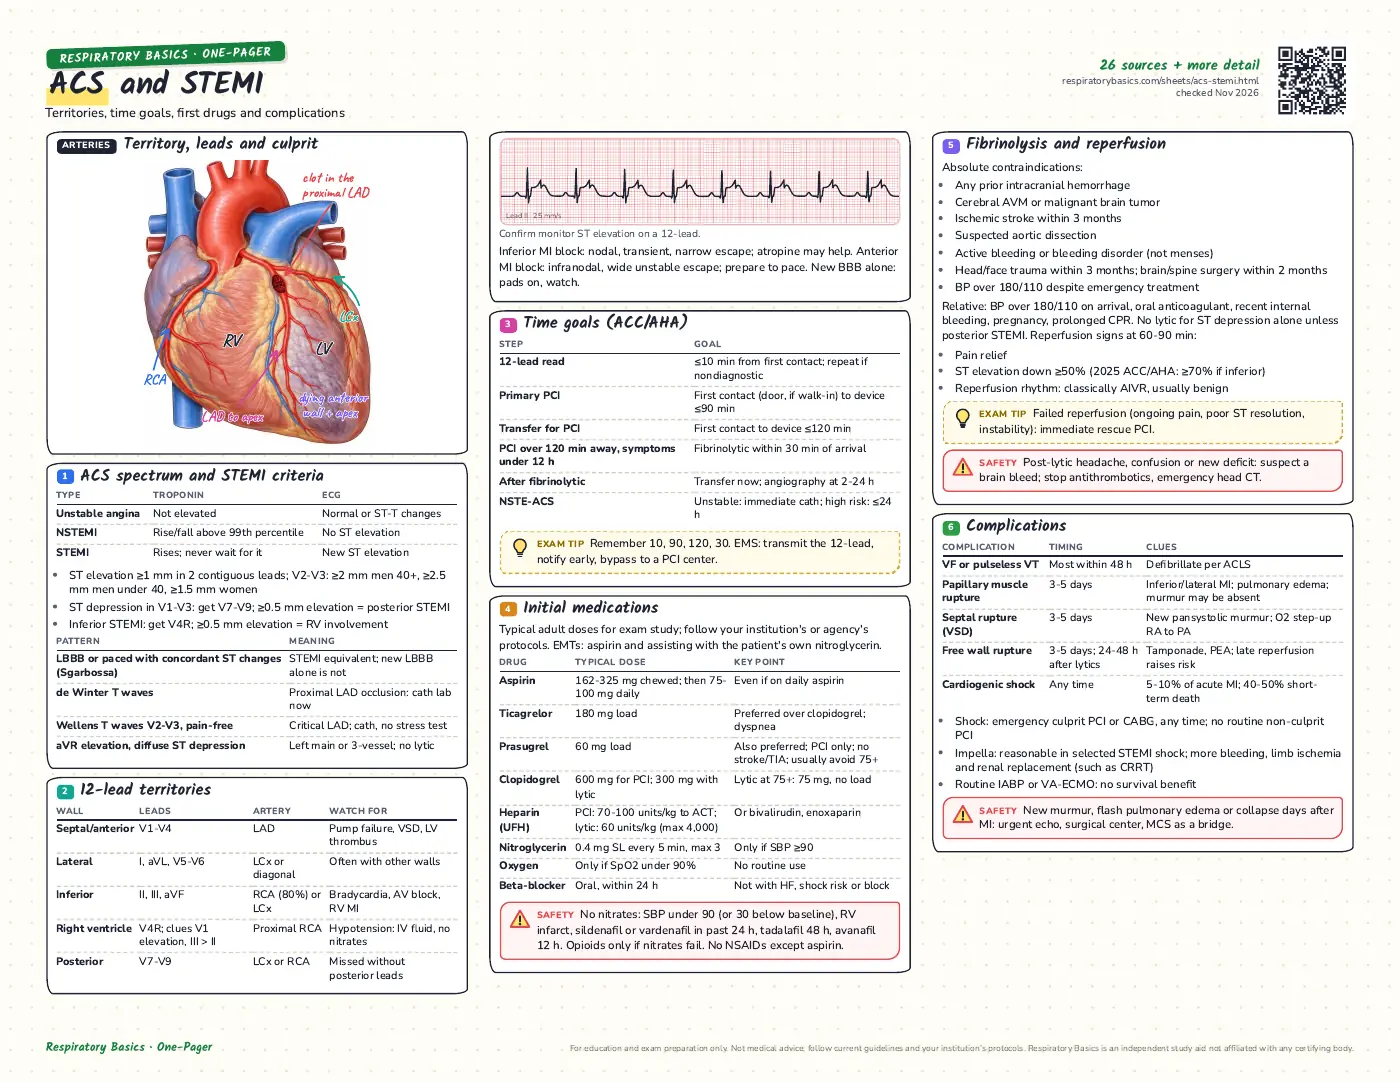 RESPIRATORY BASICS · ONE-PAGER
ACS and STEMI
Territories, time goals, first drugs and complications
26 sources + more detail
respiratorybasics.com/sheets/acs-stemi.html
checked Nov 2026
ARTERIES Territory, leads and culprit
clot in the
proximal LAD
LCx
RV
LV
RCA
LAD to apex
dying anterior
wall + apex
1 ACS spectrum and STEMI criteria
TYPE TROPONIN ECG
Unstable angina Not elevated Normal or ST-T changes
NSTEMI Rise/fall above 99th percentile No ST elevation
STEMI Rises; never wait for it New ST elevation
• ST elevation ≥1 mm in 2 contiguous leads; V2-V3: ≥2 mm men 40+, ≥2.5
mm men under 40, ≥1.5 mm women
• ST depression in V1-V3: get V7-V9; ≥0.5 mm elevation = posterior STEMI
• Inferior STEMI: get V4R; ≥0.5 mm elevation = RV involvement
PATTERN MEANING
LBBB or paced with concordant ST changes STEMI equivalent; new LBBB
(Sgarbossa) alone is not
de Winter T waves Proximal LAD occlusion: cath lab
now
Wellens T waves V2-V3, pain-free Critical LAD; cath, no stress test
aVR elevation, diffuse ST depression Left main or 3-vessel; no lytic
2 12-lead territories
WALL LEADS ARTERY WATCH FOR
Septal/anterior V1-V4 LAD Pump failure, VSD, LV
thrombus
Lateral I, aVL, V5-V6 LCx or Often with other walls
diagonal
Inferior II, III, aVF RCA (80%) or Bradycardia, AV block,
LCx RV MI
Right ventricle V4R; clues V1 Proximal RCA Hypotension: IV fluid, no
elevation, III > II nitrates
Posterior V7-V9 LCx or RCA Missed without
posterior leads
Lead II 25 mm/s
Confirm monitor ST elevation on a 12-lead.
Inferior MI block: nodal, transient, narrow escape; atropine may help. Anterior
MI block: infranodal, wide unstable escape; prepare to pace. New BBB alone:
pads on, watch.
3 Time goals (ACC/AHA)
STEP GOAL
12-lead read ≤10 min from first contact; repeat if
nondiagnostic
Primary PCI First contact (door, if walk-in) to device
≤90 min
Transfer for PCI First contact to device ≤120 min
PCI over 120 min away, symptoms Fibrinolytic within 30 min of arrival
under 12 h
After fibrinolytic Transfer now; angiography at 2-24 h
NSTE-ACS Unstable: immediate cath; high risk: ≤24
h
EXAM TIP Remember 10, 90, 120, 30. EMS: transmit the 12-lead,
notify early, bypass to a PCI center.
4 Initial medications
Typical adult doses for exam study; follow your institution's or agency's
protocols. EMTs: aspirin and assisting with the patient's own nitroglycerin.
DRUG TYPICAL DOSE KEY POINT
Aspirin 162-325 mg chewed; then 75- Even if on daily aspirin
100 mg daily
Ticagrelor 180 mg load Preferred over clopidogrel;
dyspnea
Prasugrel 60 mg load Also preferred; PCI only; no
stroke/TIA; usually avoid 75+
Clopidogrel 600 mg for PCI; 300 mg with Lytic at 75+: 75 mg, no load
lytic
Heparin PCI: 70-100 units/kg to ACT; Or bivalirudin, enoxaparin
(UFH) lytic: 60 units/kg (max 4,000)
Nitroglycerin 0.4 mg SL every 5 min, max 3 Only if SBP ≥90
Oxygen Only if SpO2 under 90% No routine use
Beta-blocker Oral, within 24 h Not with HF, shock risk or block
SAFETY No nitrates: SBP under 90 (or 30 below baseline), RV
infarct, sildenafil or vardenafil in past 24 h, tadalafil 48 h, avanafil
12 h. Opioids only if nitrates fail. No NSAIDs except aspirin.
5 Fibrinolysis and reperfusion
Absolute contraindications:
• Any prior intracranial hemorrhage
• Cerebral AVM or malignant brain tumor
• Ischemic stroke within 3 months
• Suspected aortic dissection
• Active bleeding or bleeding disorder (not menses)
• Head/face trauma within 3 months; brain/spine surgery within 2 months
• BP over 180/110 despite emergency treatment
Relative: BP over 180/110 on arrival, oral anticoagulant, recent internal
bleeding, pregnancy, prolonged CPR. No lytic for ST depression alone unless
posterior STEMI. Reperfusion signs at 60-90 min:
• Pain relief
• ST elevation down ≥50% (2025 ACC/AHA: ≥70% if inferior)
• Reperfusion rhythm: classically AIVR, usually benign
EXAM TIP Failed reperfusion (ongoing pain, poor ST resolution,
instability): immediate rescue PCI.
SAFETY Post-lytic headache, confusion or new deficit: suspect a
brain bleed; stop antithrombotics, emergency head CT.
6 Complications
COMPLICATION TIMING CLUES
VF or pulseless VT Most within 48 h Defibrillate per ACLS
Papillary muscle 3-5 days Inferior/lateral MI; pulmonary edema;
rupture murmur may be absent
Septal rupture 3-5 days New pansystolic murmur; O2 step-up
(VSD) RA to PA
Free wall rupture 3-5 days; 24-48 h Tamponade, PEA; late reperfusion
after lytics raises risk
Cardiogenic shock Any time 5-10% of acute MI; 40-50% short-
term death
• Shock: emergency culprit PCI or CABG, any time; no routine non-culprit
PCI
• Impella: reasonable in selected STEMI shock; more bleeding, limb ischemia
and renal replacement (such as CRRT)
• Routine IABP or VA-ECMO: no survival benefit
SAFETY New murmur, flash pulmonary edema or collapse days after
MI: urgent echo, surgical center, MCS as a bridge.
Respiratory Basics · One-Pager
For education and exam preparation only. Not medical advice; follow current guidelines and your institution's protocols. Respiratory Basics is an independent study aid not affiliated with any certifying body.